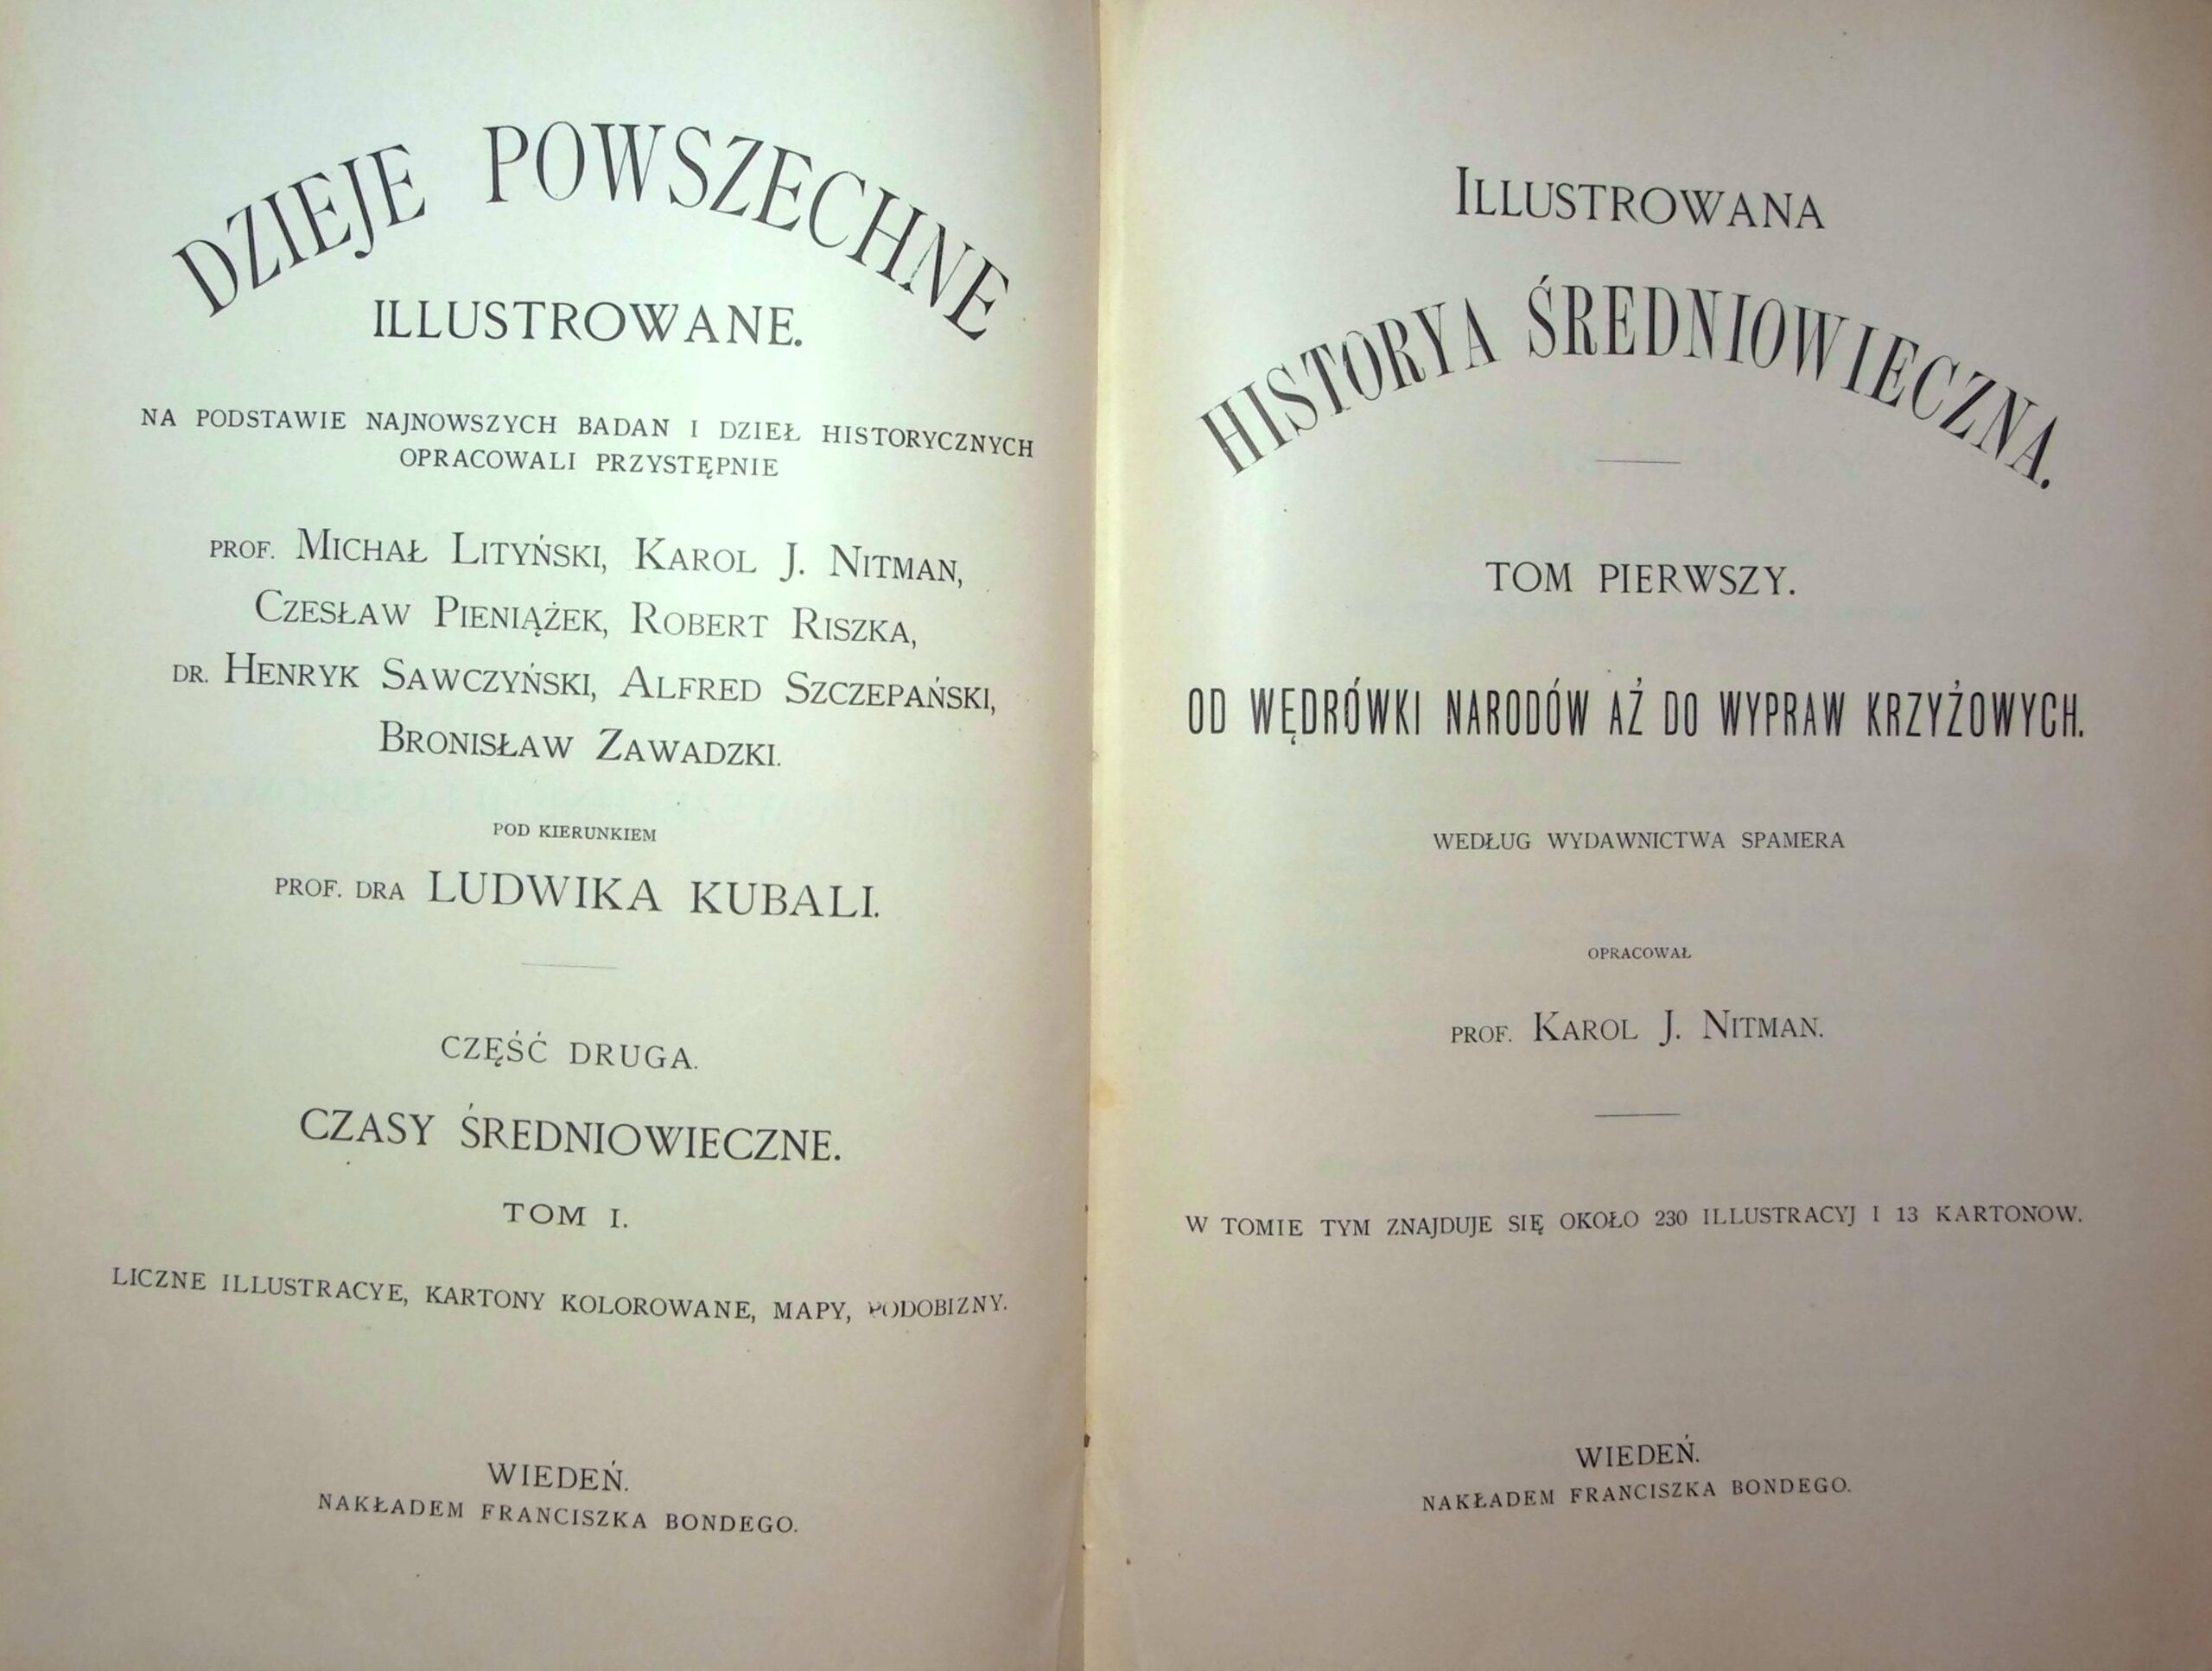 DZIEJE POWSZECHNE
ILLUSTROWANE.
NA PODSTAWIE NAJNOWSZYCH BADAN I DZIEŁ HISTORYCZNYCH
OPRACOWALI PRZYSTĘPNIE
PROF. MICHAŁ LITYŃSKI, KAROL J. NITMAN,
CZESŁAW PIENIĄŻEK, ROBERT RISZKA,
DR. HENRYK SAWCZYŃSKI, ALFRED SZCZEPAŃSKI,
BRONISŁAW ZAWADZKI.
POD KIERUNKIEM
PROF. DRA LUDWIKA KUBALI.
CZĘŚĆ DRUGA.
CZASY ŚREDNIOWIECZNE.
TOM I.
LICZNE ILLUSTRACYE, KARTONY KOLOROWANE, MAPY, PODOBIZNY.
WIEDEŃ.
NAKŁADEM FRANCISZKA BONDEGO.
ILLUSTROWANA
HISTORYA ŚREDNIOWIECZNA.
TOM PIERWSZY.
OD WĘDRÓWKI NARODÓW AŻ DO WYPRAW KRZYŻOWYCH.
WEDŁUG WYDAWNICTWA SPAMERA
OPRACOWAŁ
PROF. KAROL J. NITMAN.
W TOMIE TYM ZNAJDUJE SIĘ OKOŁO 230 ILLUSTRACYJ I 13 KARTONOW.
WIEDEŃ.
NAKŁADEM FRANCISZKA BONDEGO.